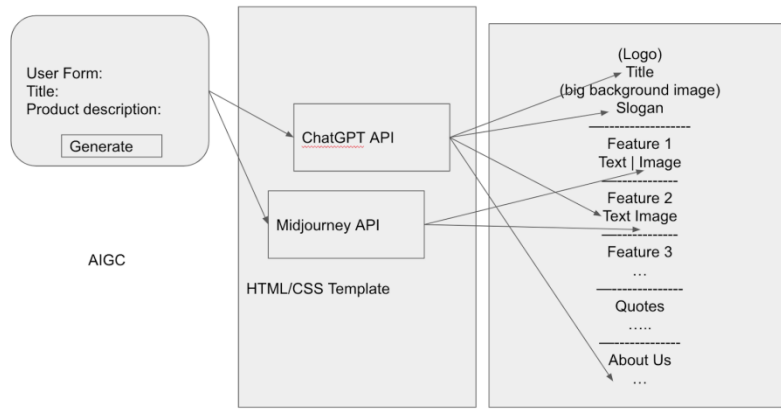 User Form:
Title:
Product description:
Generate
AIGC
ChatGPT API
Midjourney API
HTML/CSS Template
(Logo)
Title
(big background image)
Slogan
—--------------------
Feature 1
Text | Image
—----------------
Feature 2
Text Image
—-----------------
Feature 3
…
—------------------
Quotes
…..
—-----------------
About Us
…